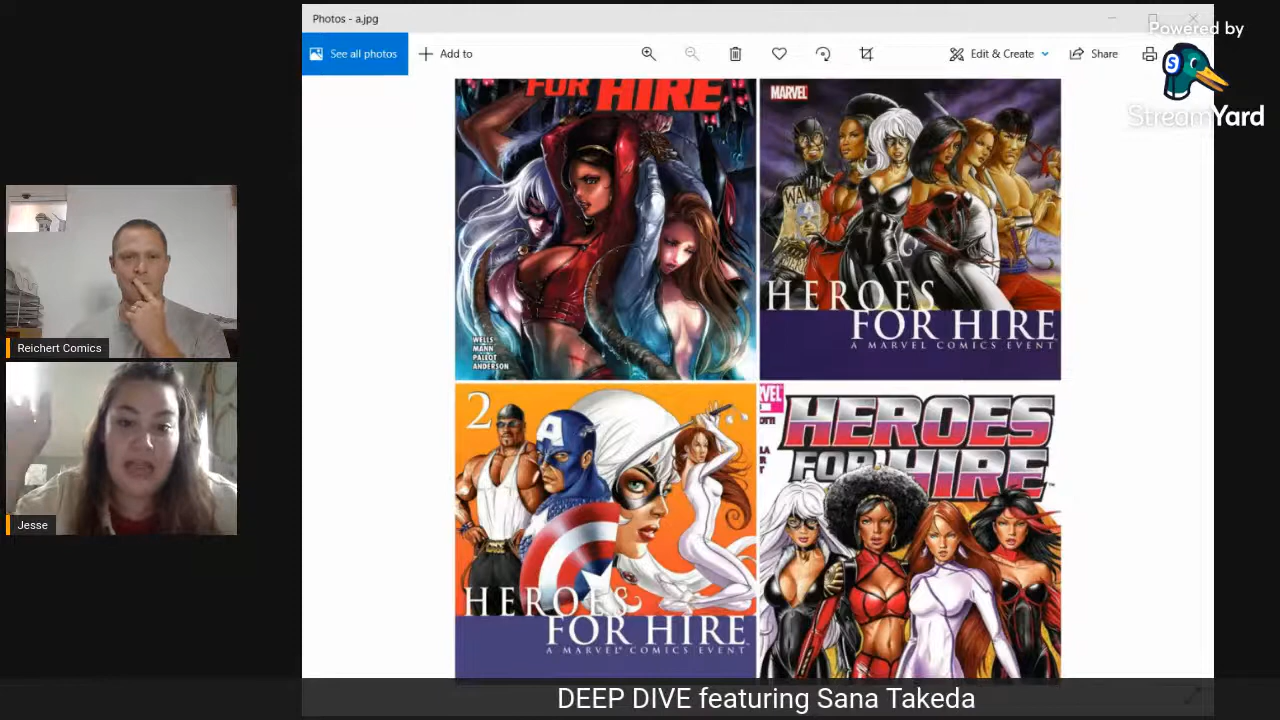 Photos - a.jpg
See all photos
Add to
Edit & Create
Share
Powered by
StreamYard
FOR HIRE
WELLS
MANN
PALLOT
ANDERSON
MARVEL
WA
HEROES
FOR HIRE
A MARVEL COMICS EVENT
2
A
HEROES
FOR HIRE
A MARVEL COMICS EVENT
HEROES
FOR HIRE
Reichert Comics
Jesse
DEEP DIVE featuring Sana Takeda